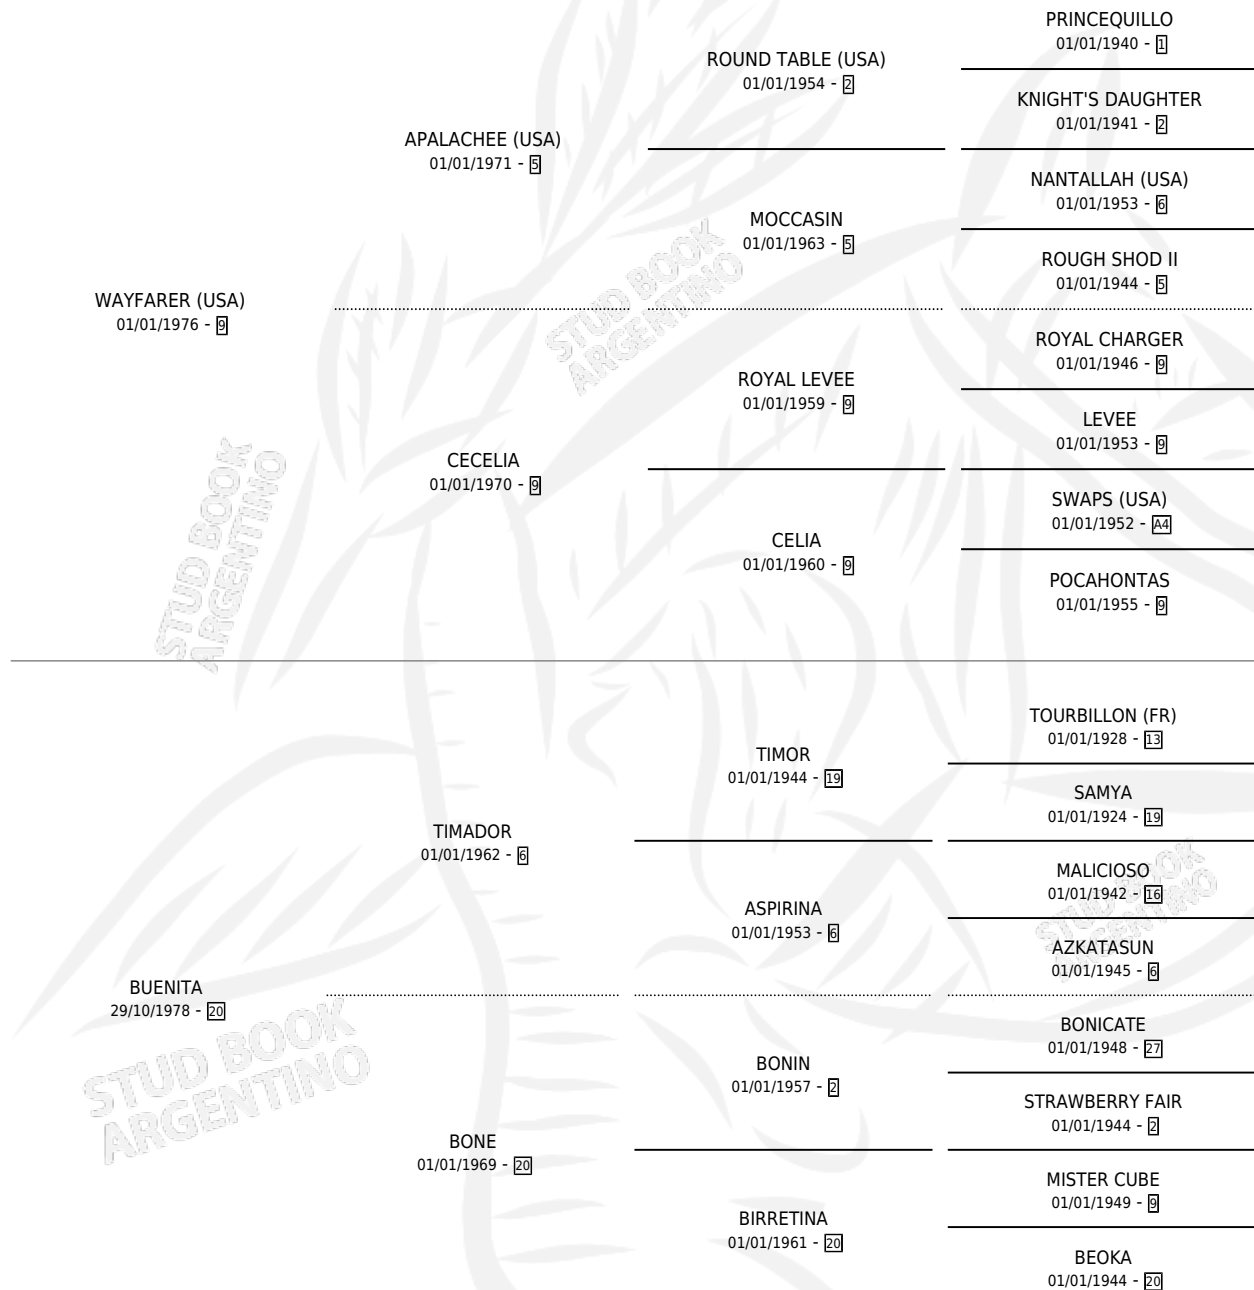 PRINCEQUILLO
01/01/1940 - 1
ROUND TABLE (USA)
01/01/1954 - 2
KNIGHT'S DAUGHTER
01/01/1941 - 2
APALACHEE (USA)
01/01/1971 - 5
NANTALLAH (USA)
01/01/1953 - 6
MOCCASIN
01/01/1963 - 5
ROUGH SHOD II
01/01/1944 - 5
WAYFARER (USA)
01/01/1976 - 9
ROYAL CHARGER
01/01/1946 - 9
ROYAL LEVEE
01/01/1959 - 9
LEVEE
01/01/1953 - 9
CECELIA
01/01/1970 - 9
SWAPS (USA)
01/01/1952 - A4
CELIA
01/01/1960 - 9
POCAHONTAS
01/01/1955 - 9
TOURBILLON (FR)
01/01/1928 - 13
TIMOR
01/01/1944 - 19
SAMYA
01/01/1924 - 19
TIMADOR
01/01/1962 - 6
MALICIOSO
01/01/1942 - 16
ASPIRINA
01/01/1953 - 6
AZKATASUN
01/01/1945 - 6
BUENITA
29/10/1978 - 20
BONICATE
01/01/1948 - 27
BONIN
01/01/1957 - 2
STRAWBERRY FAIR
01/01/1944 - 2
BONE
01/01/1969 - 20
MISTER CUBE
01/01/1949 - 9
BIRRETINA
01/01/1961 - 20
BEOKA
01/01/1944 - 20
STUD BOOK
ARGENTINO
STUD BOOK
ARGENTINO
STUD BOOK
ARGENTINO
STUD BOOK
ARGENTINO